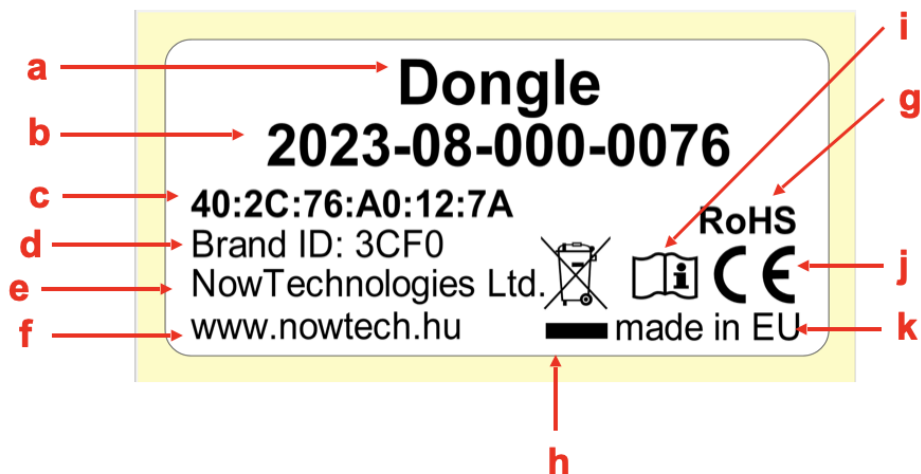 i
a
Dongle
g
b
2023-08-000-0076
c
40:2C:76:A0:12:7A
RoHS
d
Brand ID: 3CF0
e
NowTechnologies Ltd.
CE
j
f
www.nowtech.hu
made in EU
k
h